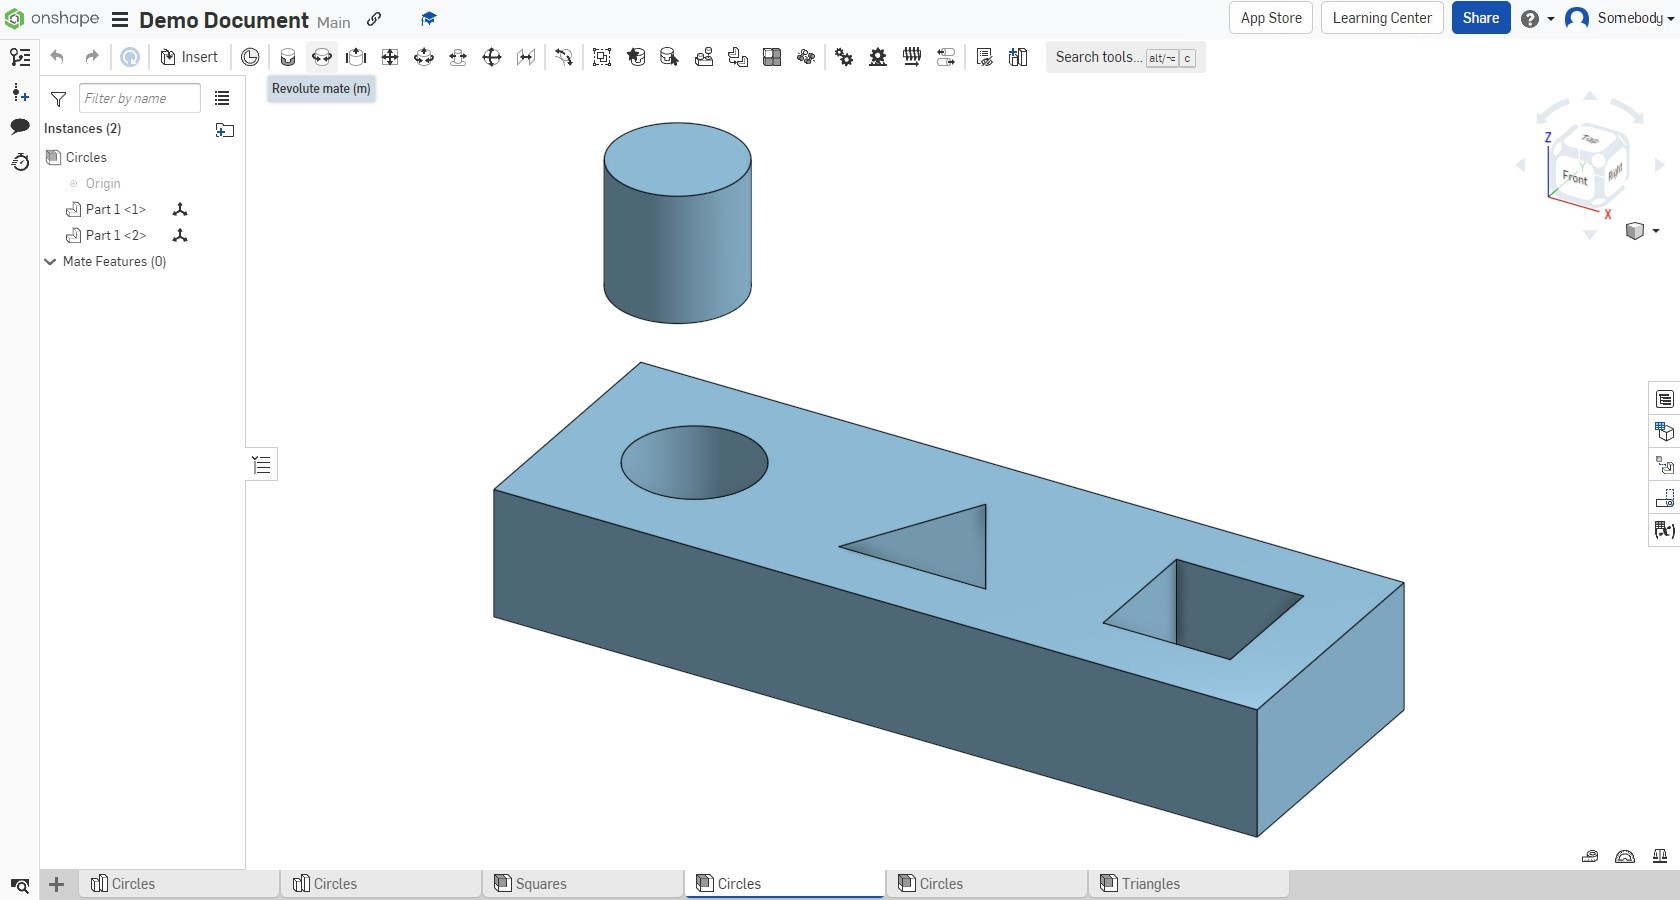 onshape Demo Document Main App Store Learning Center Share Somebody
Insert Search tools... alt/⌥ c
Revolute mate (m)
Filter by name
Instances (2)
Circles
Origin
Part 1 <1>
Part 1 <2>
Mate Features (0)
Z
Top
Y
Front Right
X
Circles Circles Squares Circles Circles Triangles